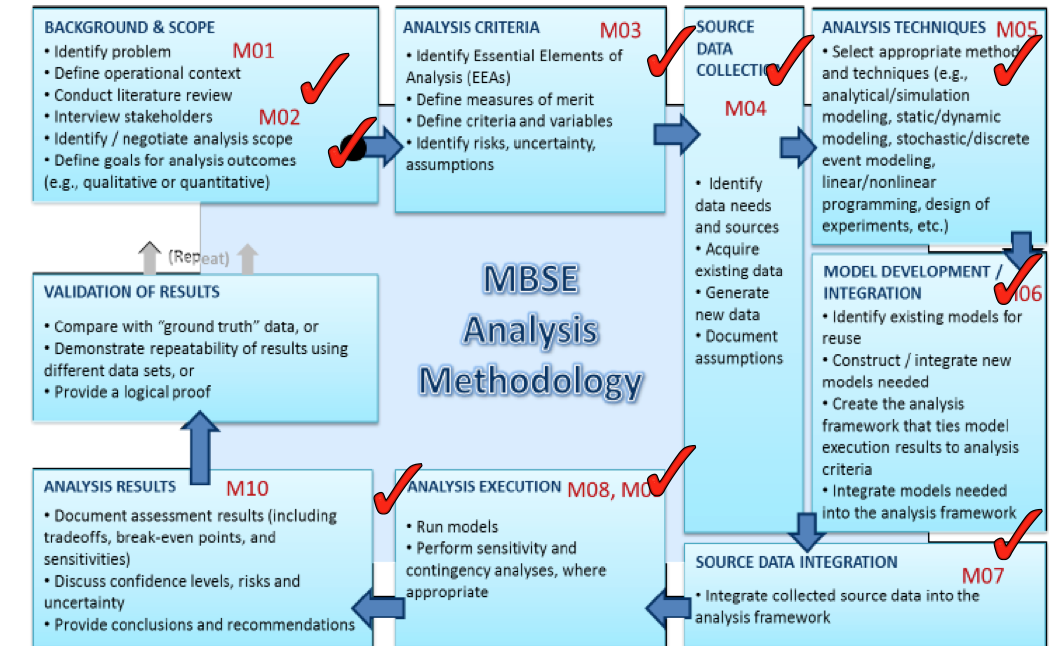 BACKGROUND & SCOPE
• Identify problem
M01
• Define operational context
• Conduct literature review
• Interview stakeholders
M02
• Identify / negotiate analysis scope
• Define goals for analysis outcomes
(e.g., qualitative or quantitative)
ANALYSIS CRITERIA
M03
• Identify Essential Elements of
Analysis (EEAs)
• Define measures of merit
• Define criteria and variables
• Identify risks, uncertainty,
assumptions
SOURCE
DATA
COLLECTION
M04
• Identify
data needs
and sources
• Acquire
existing data
• Generate
new data
• Document
assumptions
ANALYSIS TECHNIQUES
M05
• Select appropriate method
and techniques (e.g.,
analytical/simulation
modeling, static/dynamic
modeling, stochastic/discrete
event modeling,
linear/nonlinear
programming, design of
experiments, etc.)
MODEL DEVELOPMENT /
INTEGRATION
M06
• Identify existing models for
reuse
• Construct / integrate new
models needed
• Create the analysis
framework that ties model
execution results to analysis
criteria
• Integrate models needed
into the analysis framework
SOURCE DATA INTEGRATION
M07
• Integrate collected source data into the
analysis framework
ANALYSIS EXECUTION
M08,
• Run models
• Perform sensitivity and
contingency analyses, where
appropriate
ANALYSIS RESULTS
M10
• Document assessment results (including
tradeoffs, break-even points, and
sensitivities)
• Discuss confidence levels, risks and
uncertainty
• Provide conclusions and recommendations
VALIDATION OF RESULTS
• Compare with “ground truth” data, or
• Demonstrate repeatability of results using
different data sets, or
• Provide a logical proof
(Repeat)
MBSE
Analysis
Methodology